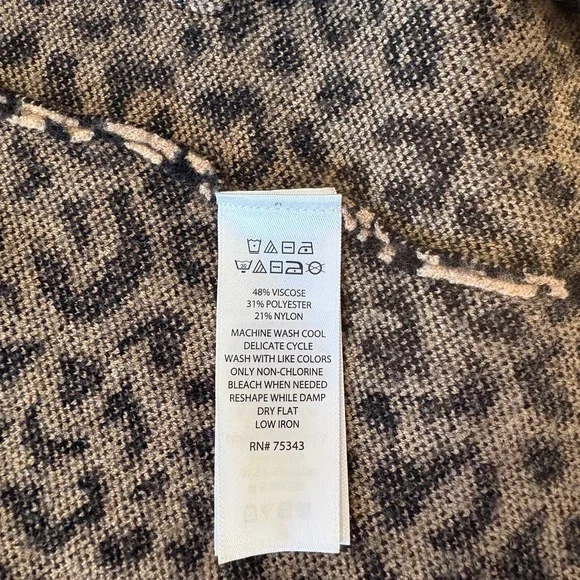 48% VISCOSE
31% POLYESTER
21% NYLON
MACHINE WASH COOL
DELICATE CYCLE
WASH WITH LIKE COLORS
ONLY NON-CHLORINE
BLEACH WHEN NEEDED
RESHAPE WHILE DAMP
DRY FLAT
LOW IRON
RN# 75343